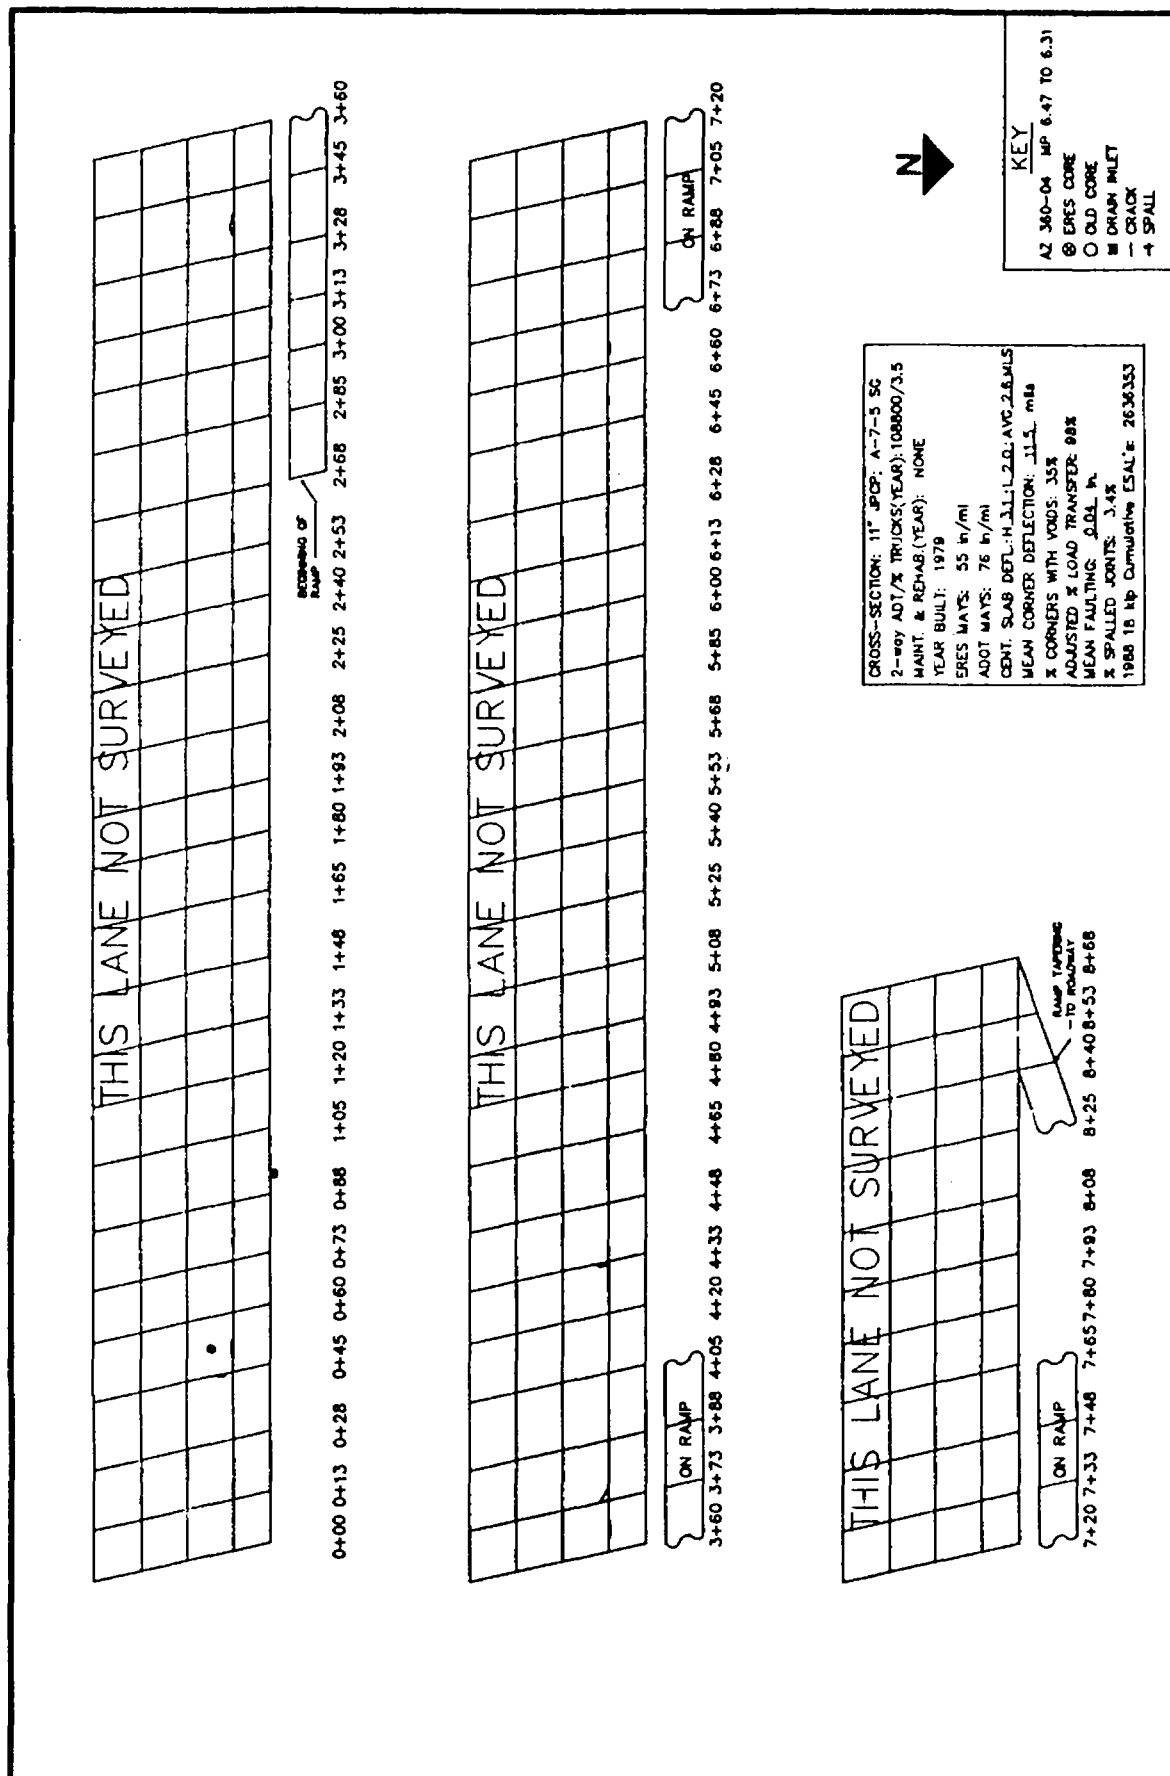 THIS LANE NOT SURVEYED
BEGINNING OF
RAMP
0+00 0+13 0+28 0+45 0+60 0+73 0+88 1+05 1+20 1+33 1+48 1+65 1+80 1+93 2+08 2+25 2+40 2+53 2+68 2+85 3+00 3+13 3+28 3+45 3+60
THIS LANE NOT SURVEYED
ON RAMP
ON RAMP
3+60 3+73 3+88 4+05 4+20 4+33 4+48 4+65 4+80 4+93 5+08 5+25 5+40 5+53 5+68 5+85 6+00 6+13 6+28 6+45 6+60 6+73 6+88 7+05 7+20
THIS LANE NOT SURVEYED
ON RAMP
RAMP TAPERING
TO ROADWAY
7+20 7+33 7+48 7+65 7+80 7+93 8+08 8+25 8+40 8+53 8+68
CROSS-SECTION: 11" JPCP; A-7-5 SG
2-way ADT/% TRUCKS(YEAR): 108800/3.5
MAINT. & REHAB.(YEAR): NONE
YEAR BUILT: 1979
ERES MAYS: 55 in/mi
ADOT MAYS: 76 in/mi
CENT. SLAB DEFL.: H 3.1; L 2.0; AVG 2.6 MLS
MEAN CORNER DEFLECTION: 11.5 mils
% CORNERS WITH VOIDS: 35%
ADJUSTED % LOAD TRANSFER: 98%
MEAN FAULTING: 0.04 in.
% SPALLED JOINTS: 3.4%
1988 18 kip Cumulative ESAL's: 2636353
N
KEY
AZ 360-04 MP 6.47 TO 6.31
ERES CORE
OLD CORE
DRAIN INLET
CRACK
SPALL